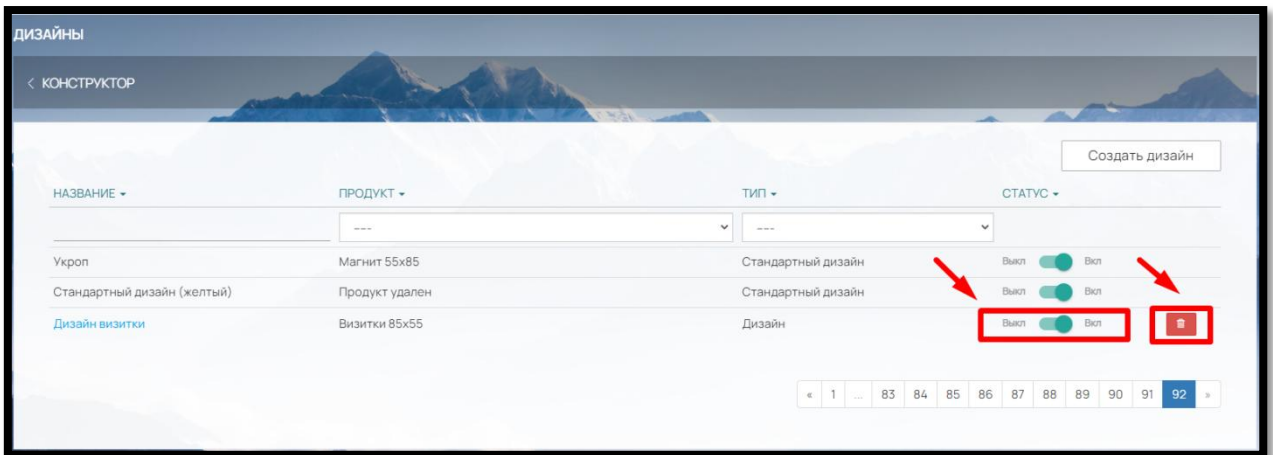 ДИЗАЙНЫ
< КОНСТРУКТОР
Создать дизайн
НАЗВАНИЕ ПРОДУКТ ТИП СТАТУС
--- ---
Укроп Магнит 55x85 Стандартный дизайн Выкл Вкл
Стандартный дизайн (желтый) Продукт удален Стандартный дизайн Выкл Вкл
Дизайн визитки Визитки 85x55 Дизайн Выкл Вкл
« 1 ... 83 84 85 86 87 88 89 90 91 92 »